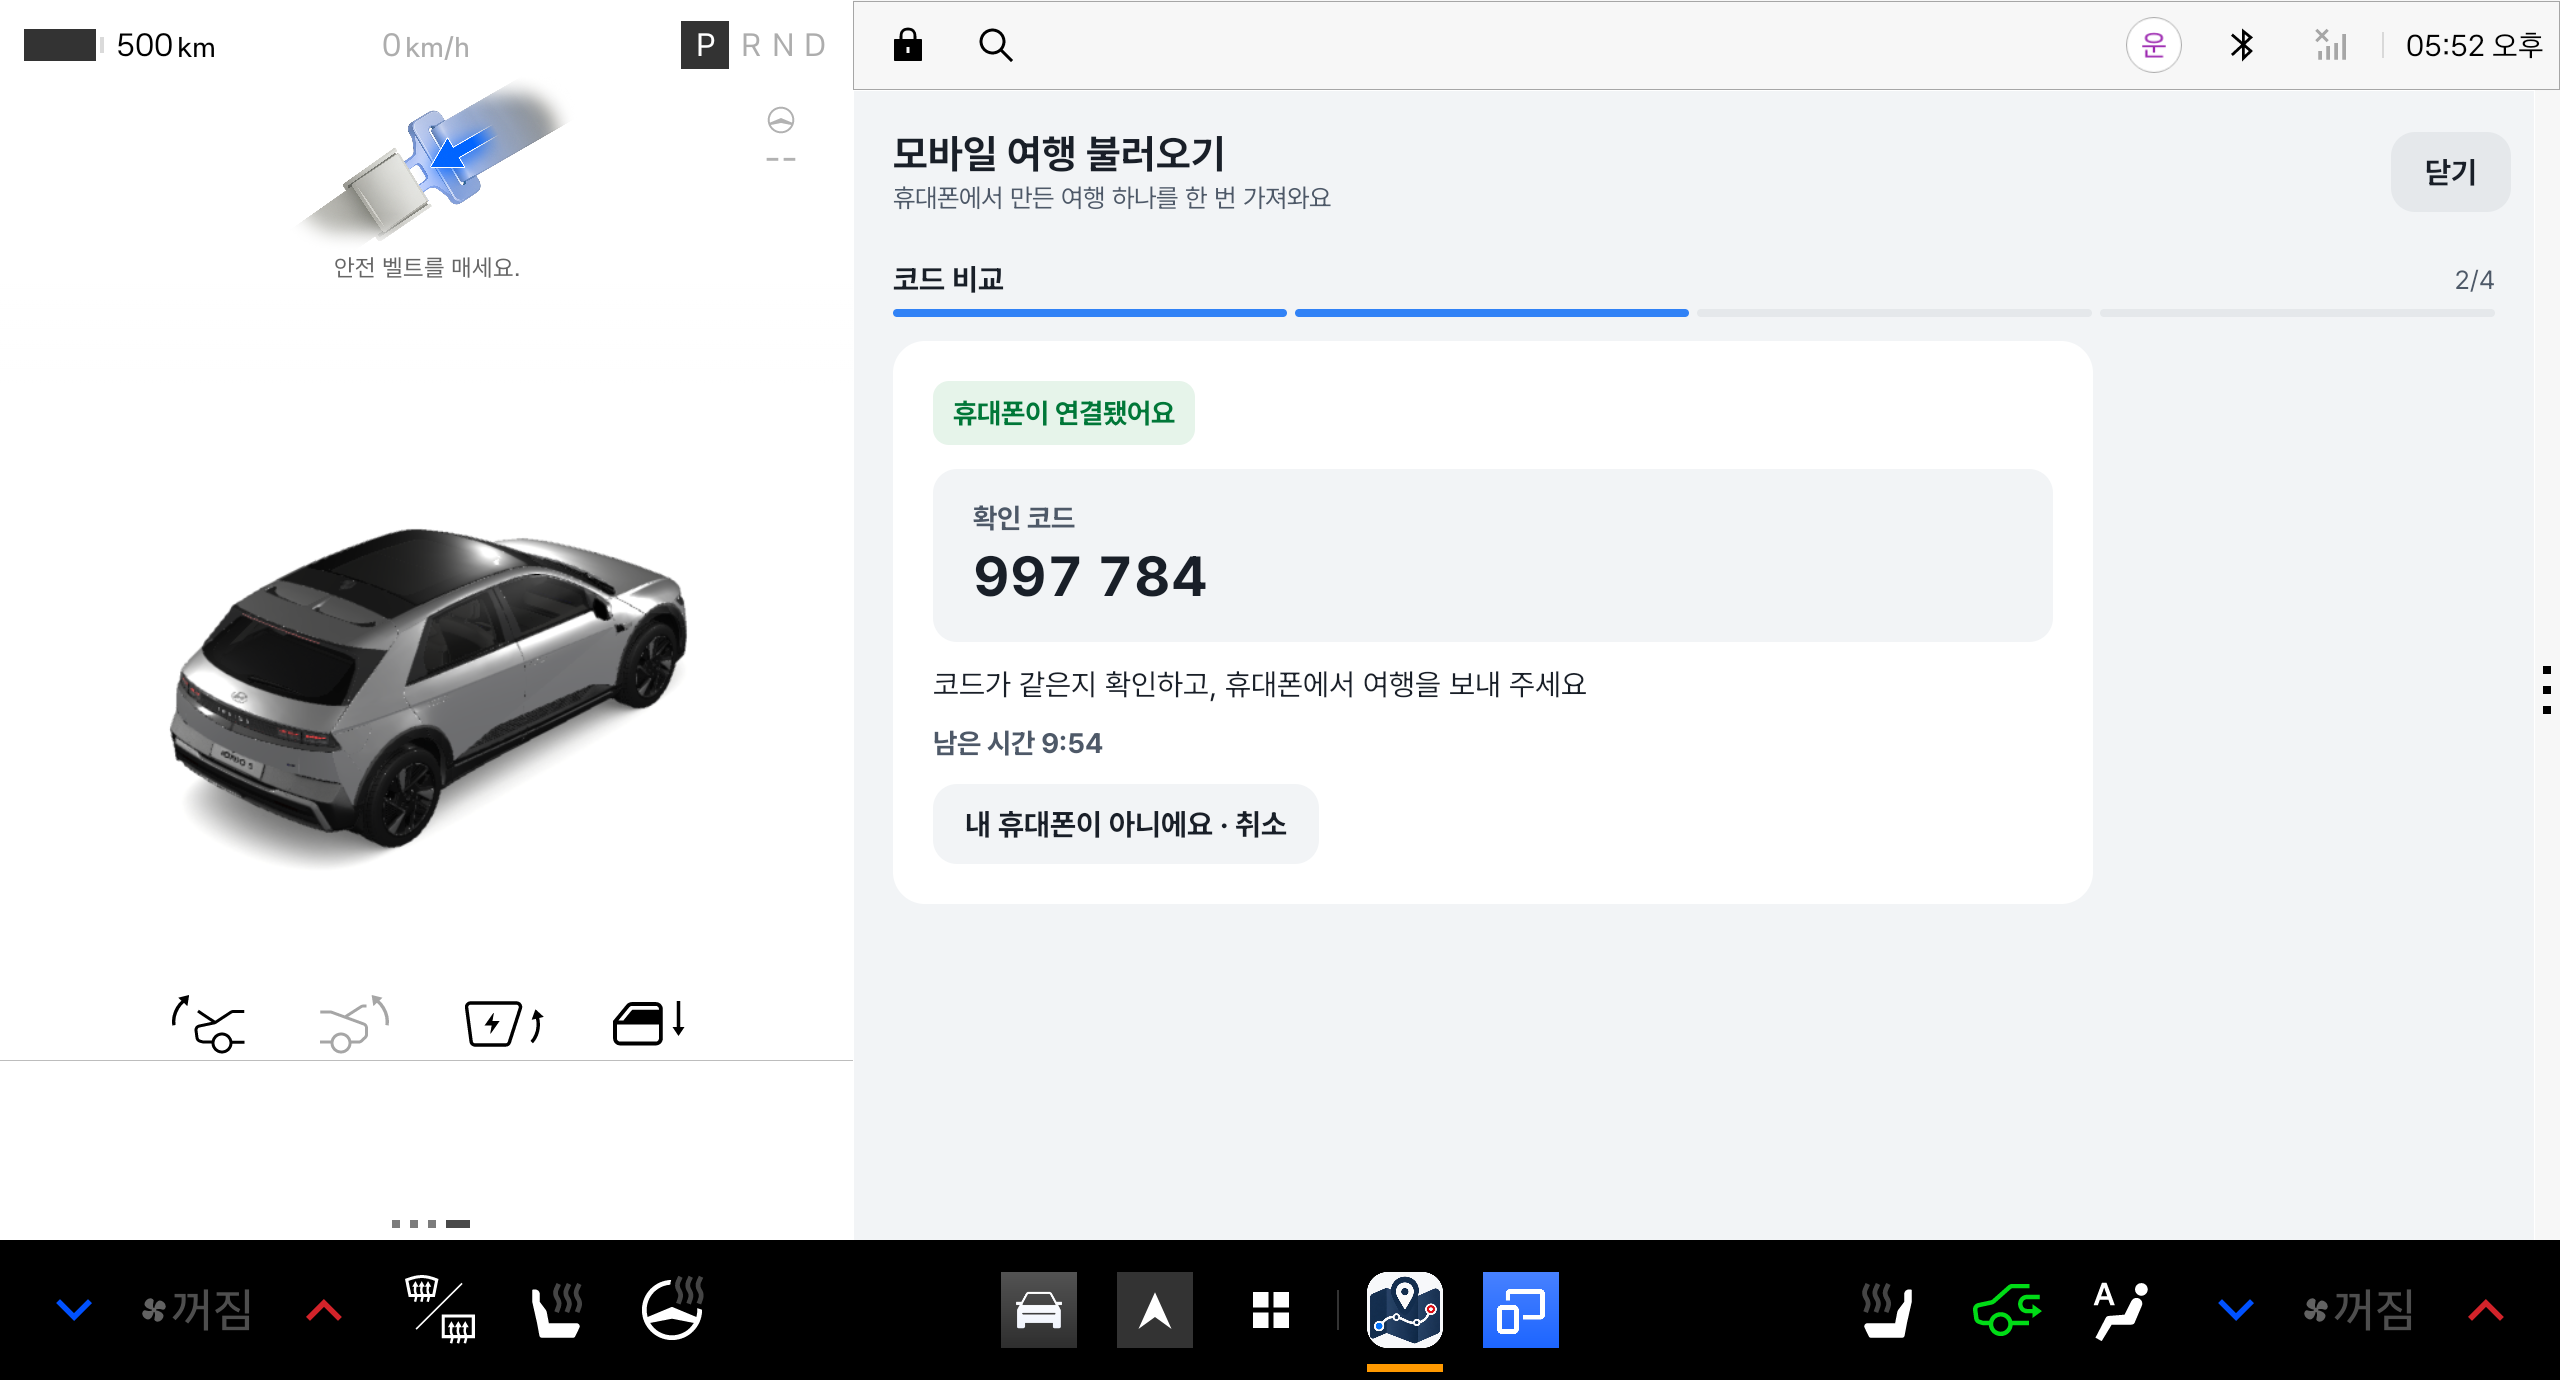 500 km
0 km/h
P R N D
운
05:52 오후
안전 벨트를 매세요.
모바일 여행 불러오기
휴대폰에서 만든 여행 하나를 한 번 가져와요
닫기
코드 비교
2/4
휴대폰이 연결됐어요
확인 코드
997 784
코드가 같은지 확인하고, 휴대폰에서 여행을 보내 주세요
남은 시간 9:54
내 휴대폰이 아니에요 · 취소
꺼짐
A
꺼짐